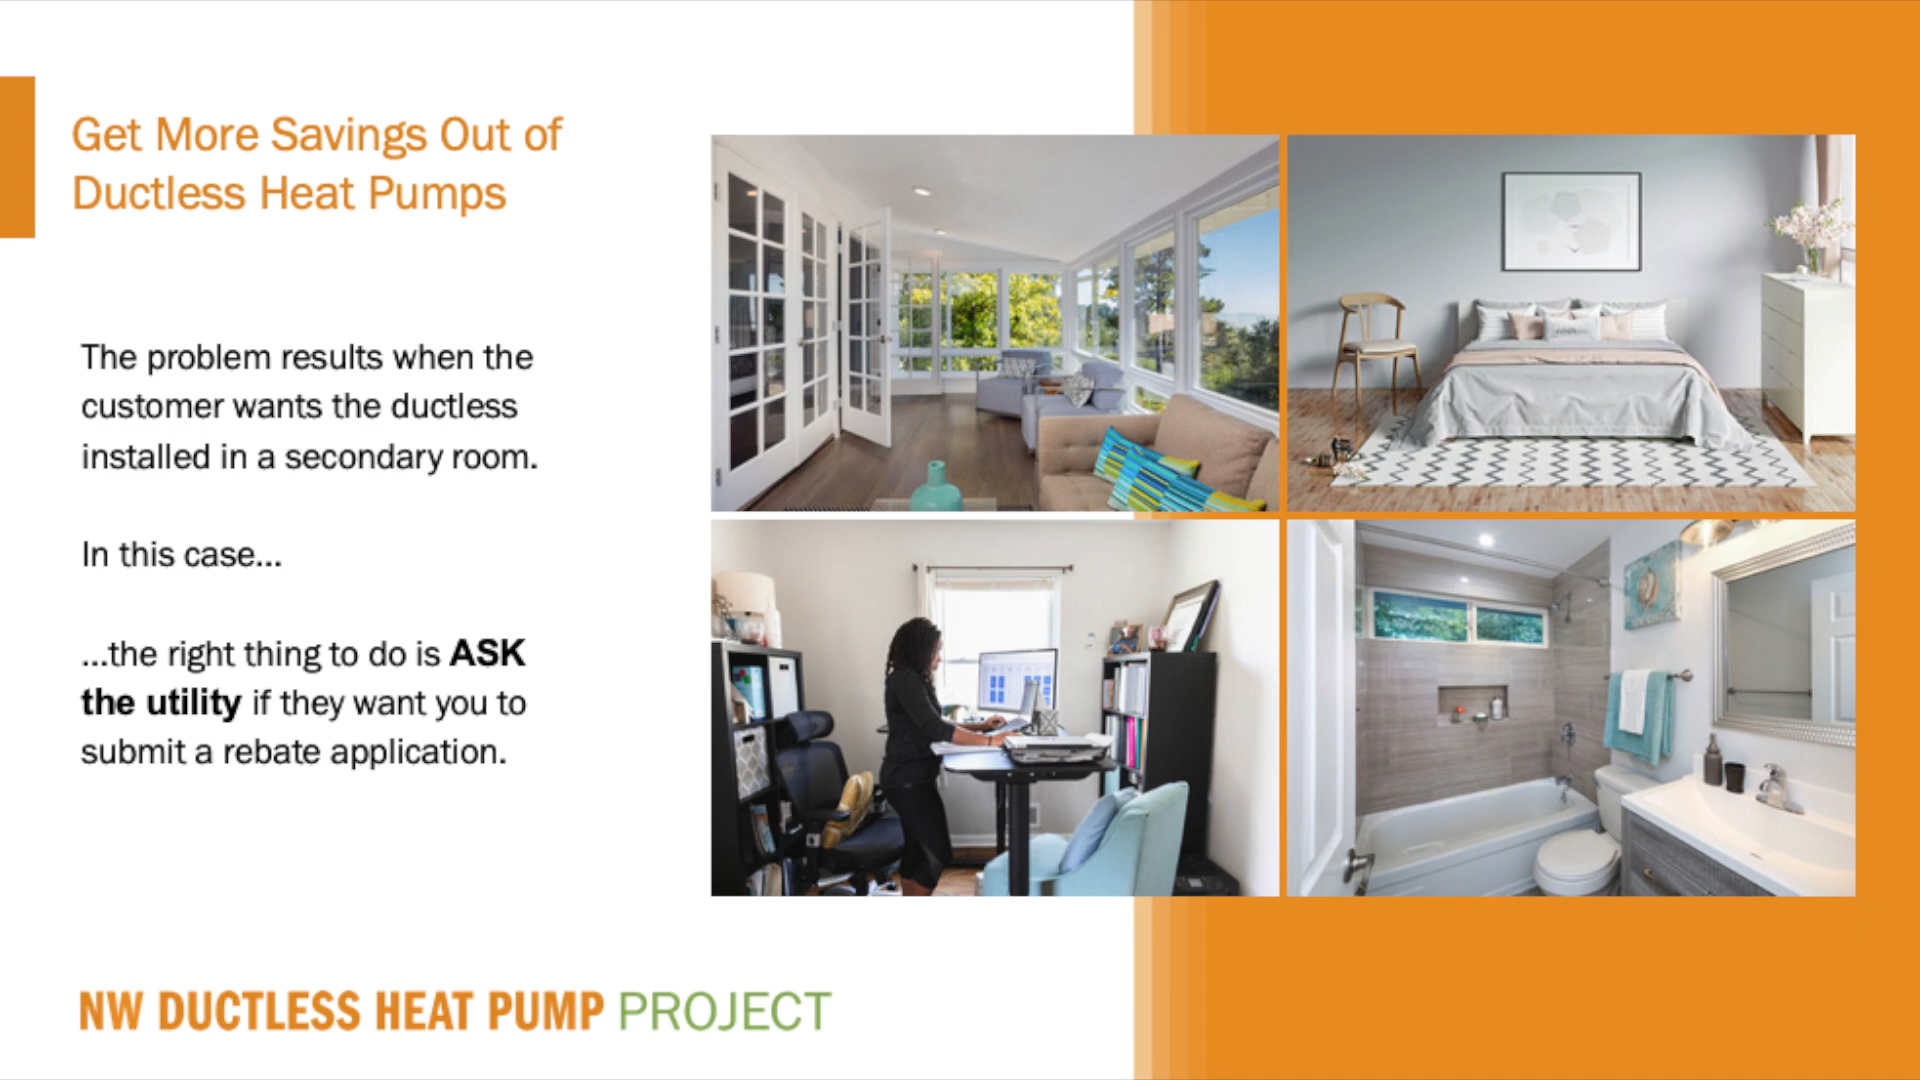 Get More Savings Out of
Ductless Heat Pumps
The problem results when the
customer wants the ductless
installed in a secondary room.
In this case...
...the right thing to do is ASK
the utility if they want you to
submit a rebate application.
NW DUCTLESS HEAT PUMP PROJECT